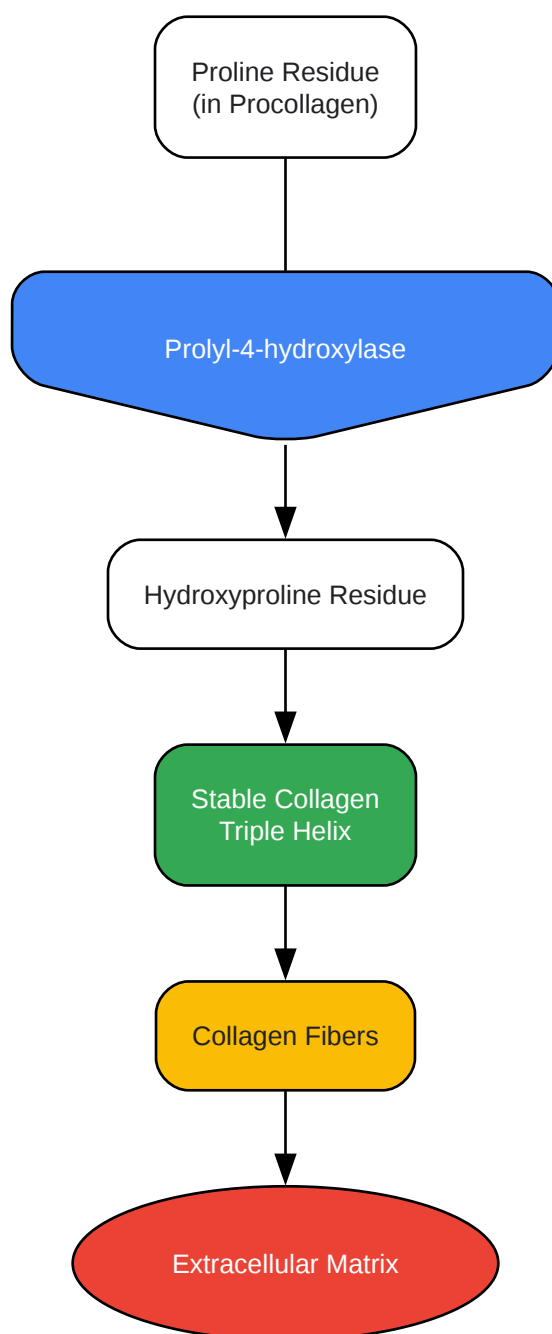 Proline Residue
(in Procollagen)
Prolyl-4-hydroxylase
Hydroxyproline Residue
Stable Collagen
Triple Helix
Collagen Fibers
Extracellular Matrix